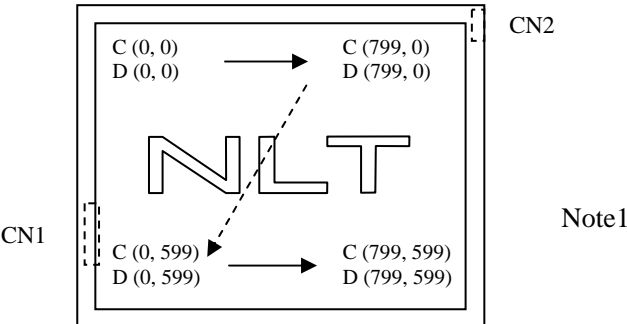 CN2
C (0, 0) C (799, 0)
D (0, 0) D (799, 0)
NLT
Note1
CN1
C (0, 599) C (799, 599)
D (0, 599) D (799, 599)